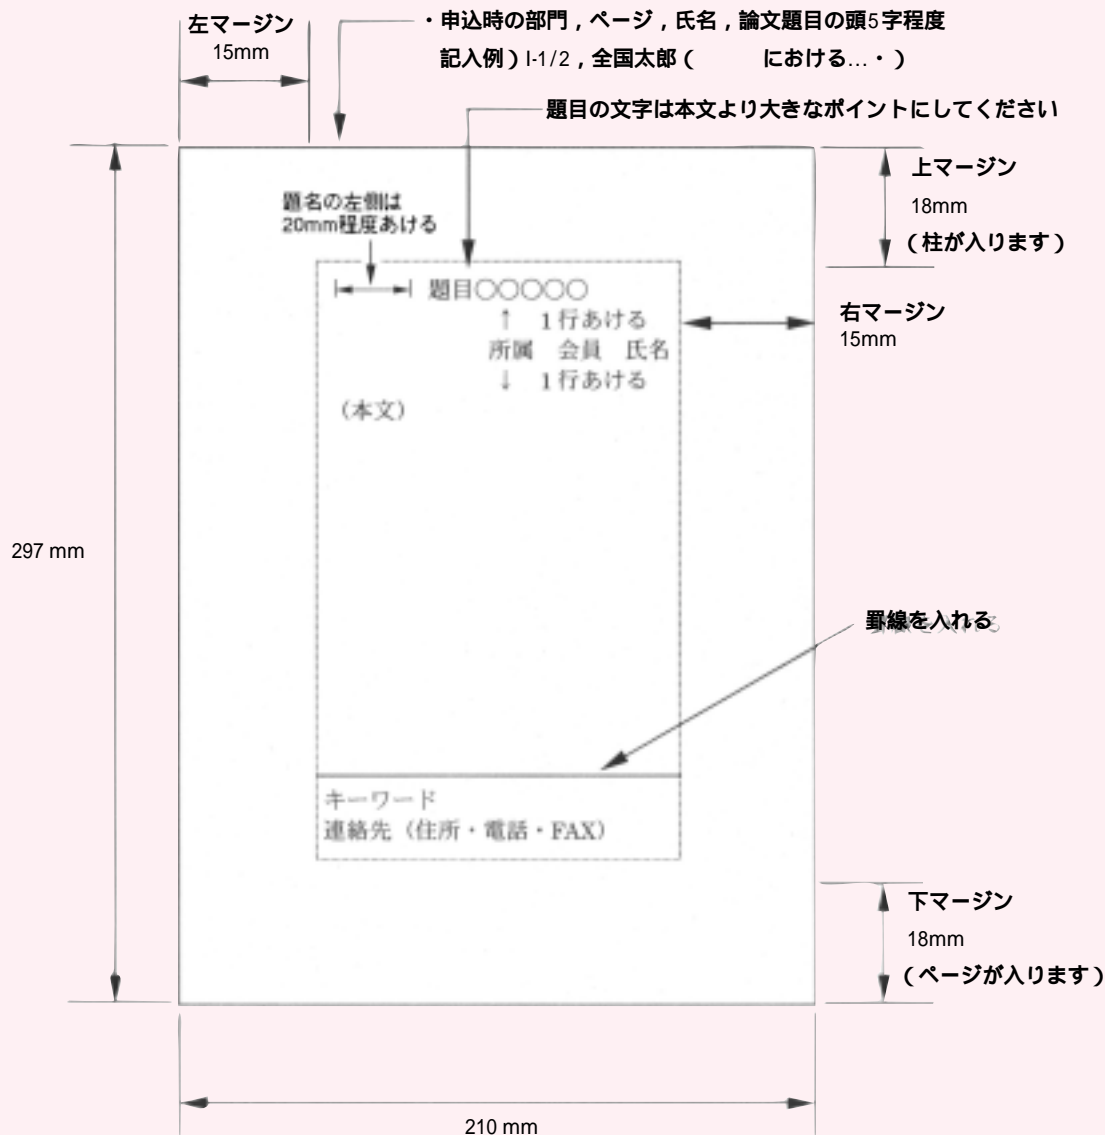 左マージン
15mm
・申込時の部門，ページ，氏名，論文題目の頭5字程度
記入例）I-1/2，全国太郎（　　　における…・）
題目の文字は本文より大きなポイントにしてください
上マージン
18mm
（柱が入ります）
題名の左側は
20mm程度あける
題目○○○○○
↑　1行あける
所属　会員　氏名
↓　1行あける
（本文）
右マージン
15mm
297 mm
罫線を入れる
キーワード
連絡先（住所・電話・FAX）
下マージン
18mm
（ページが入ります）
210 mm